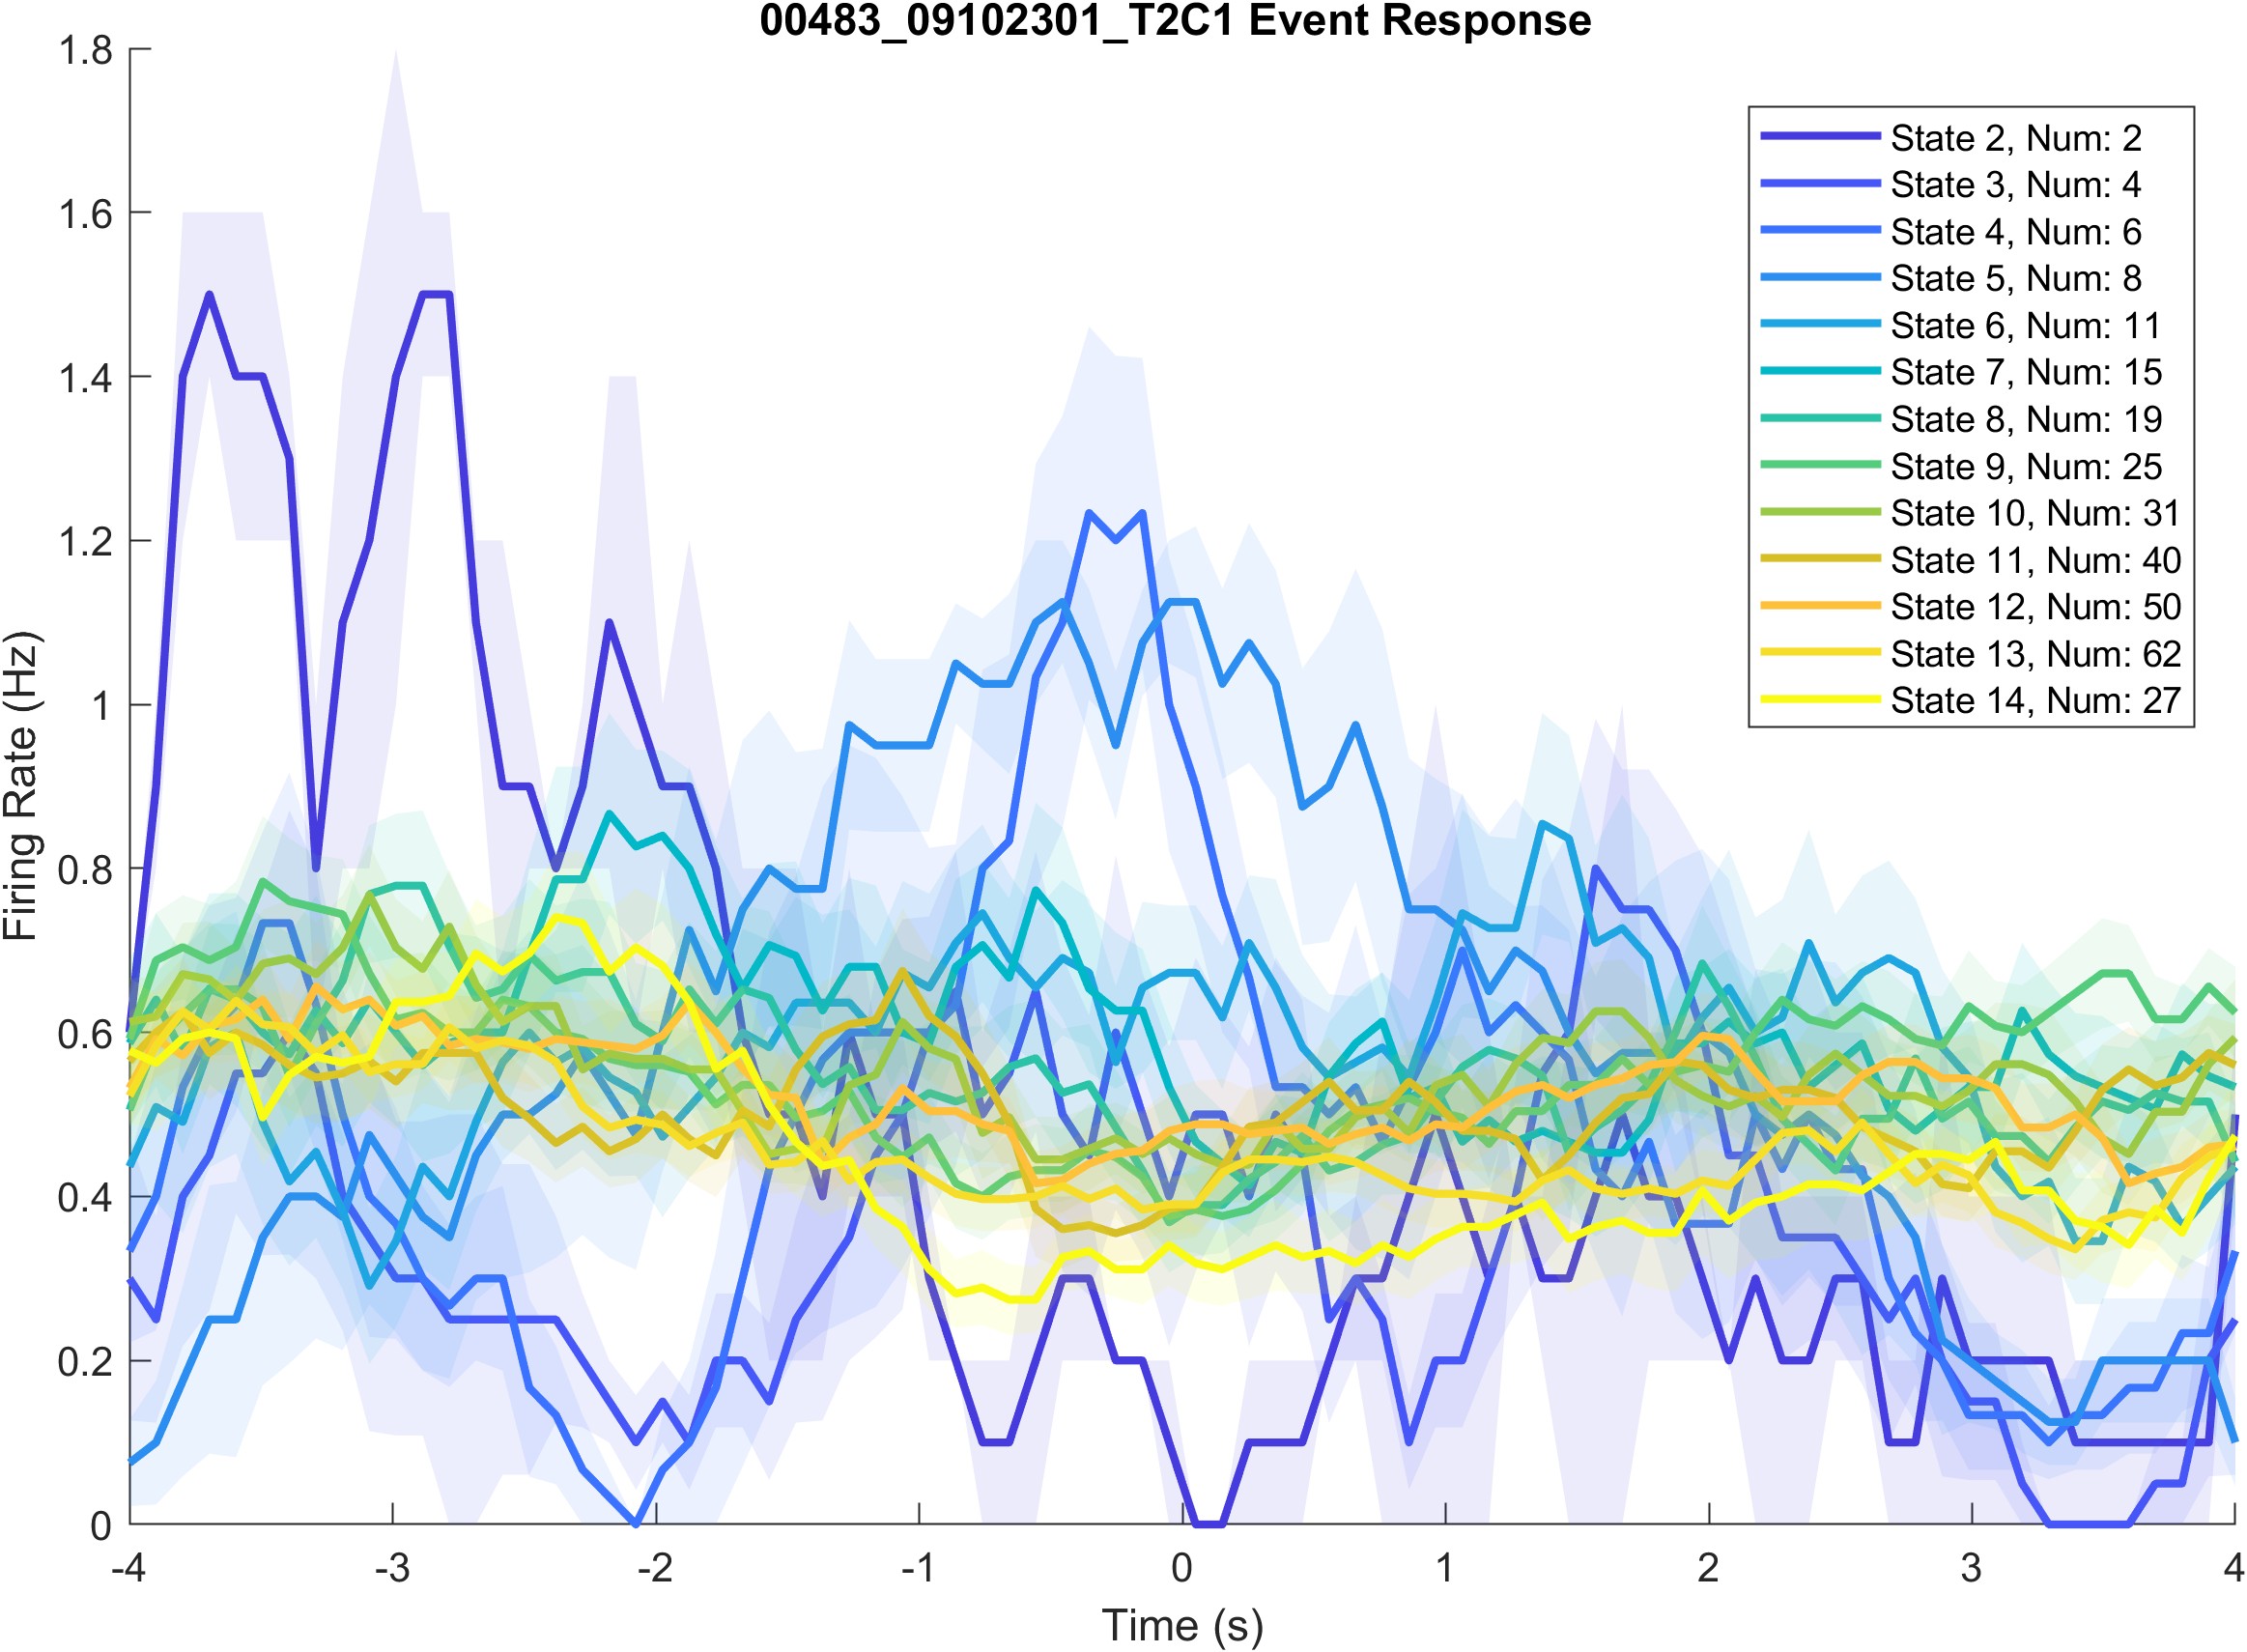 00483_09102301_T2C1 Event Response
1.8
1.6
1.4
1.2
1
0.8
0.6
0.4
0.2
0
Firing Rate (Hz)
State 2, Num: 2
State 3, Num: 4
State 4, Num: 6
State 5, Num: 8
State 6, Num: 11
State 7, Num: 15
State 8, Num: 19
State 9, Num: 25
State 10, Num: 31
State 11, Num: 40
State 12, Num: 50
State 13, Num: 62
State 14, Num: 27
-4 -3 -2 -1 0 1 2 3 4
Time (s)